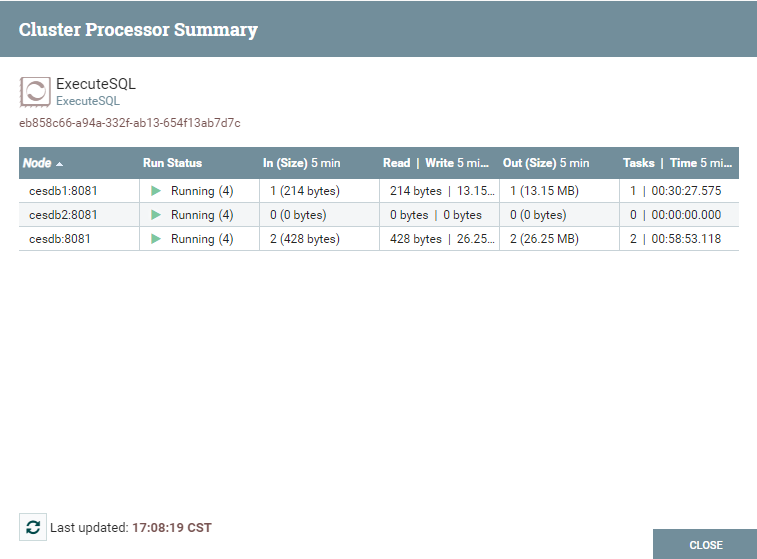 Cluster Processor Summary
ExecuteSQL
ExecuteSQL
eb858c66-a94a-332f-ab13-654f13ab7d7c
Node Run Status In (Size) 5 min Read | Write 5 mi... Out (Size) 5 min Tasks | Time 5 mi...
cesdb1:8081 Running (4) 1 (214 bytes) 214 bytes | 13.15... 1 (13.15 MB) 1 | 00:30:27.575
cesdb2:8081 Running (4) 0 (0 bytes) 0 bytes | 0 bytes 0 (0 bytes) 0 | 00:00:00.000
cesdb:8081 Running (4) 2 (428 bytes) 428 bytes | 26.25... 2 (26.25 MB) 2 | 00:58:53.118
Last updated: 17:08:19 CST
CLOSE